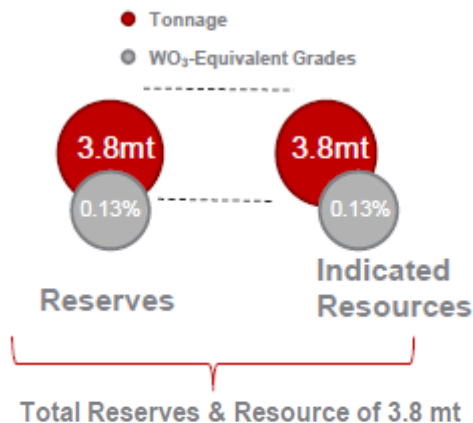 Tonnage
WO₃-Equivalent Grades
3.8mt
3.8mt
0.13%
0.13%
Reserves
Indicated
Resources
Total Reserves & Resource of 3.8 mt